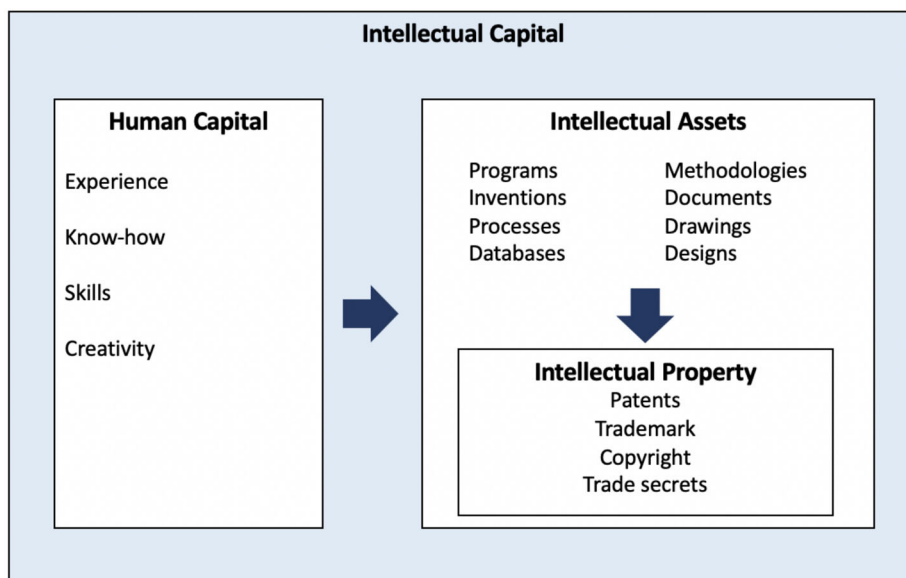 Intellectual Capital
Human Capital
Experience
Know-how
Skills
Creativity
Intellectual Assets
Programs
Inventions
Processes
Databases
Methodologies
Documents
Drawings
Designs
Intellectual Property
Patents
Trademark
Copyright
Trade secrets